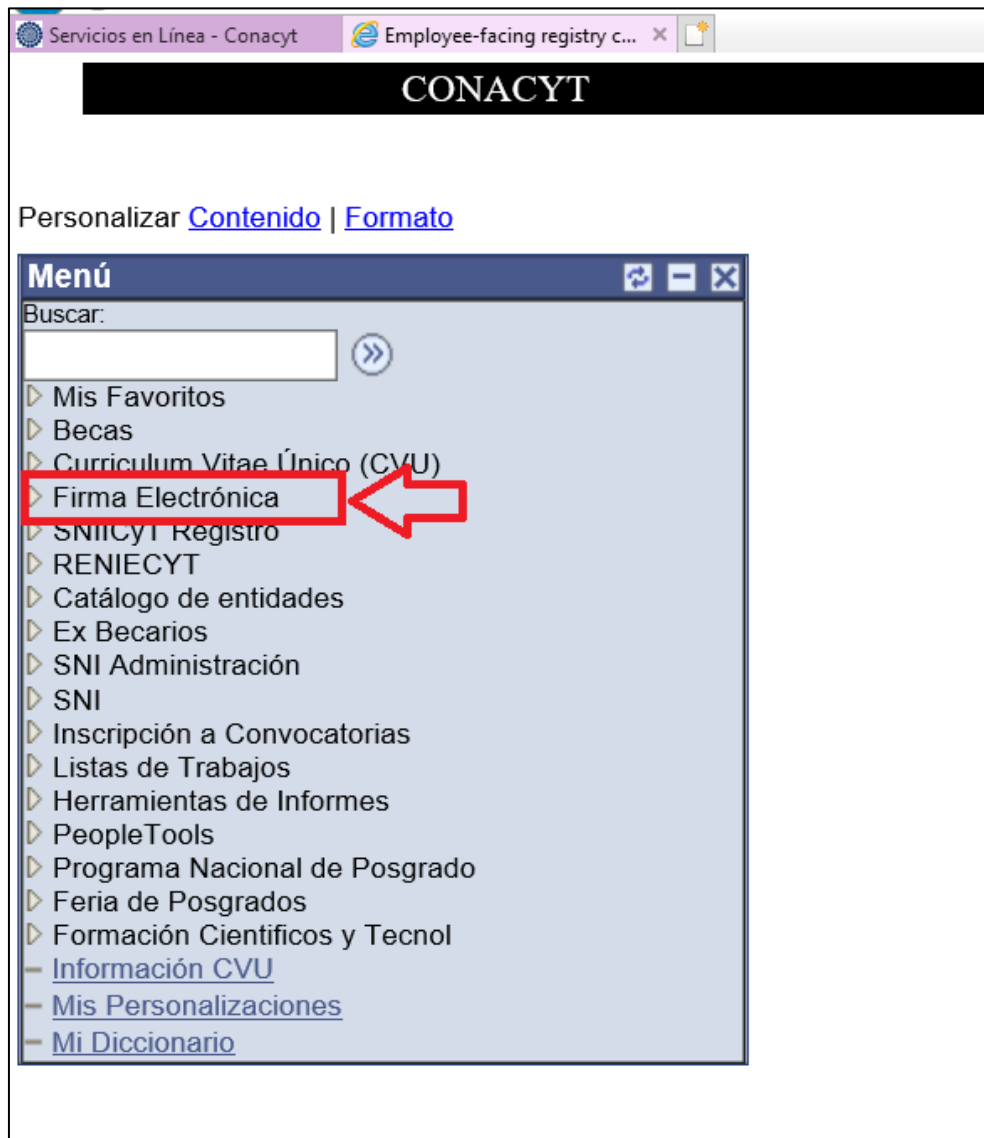 Servicios en Línea - Conacyt
Employee-facing registry c...
CONACYT
Personalizar Contenido | Formato
Menú
Buscar:
Mis Favoritos
Becas
Curriculum Vitae Único (CVU)
Firma Electrónica
SNIICyT Registro
RENIECYT
Catálogo de entidades
Ex Becarios
SNI Administración
SNI
Inscripción a Convocatorias
Listas de Trabajos
Herramientas de Informes
PeopleTools
Programa Nacional de Posgrado
Feria de Posgrados
Formación Cientificos y Tecnol
Información CVU
Mis Personalizaciones
Mi Diccionario